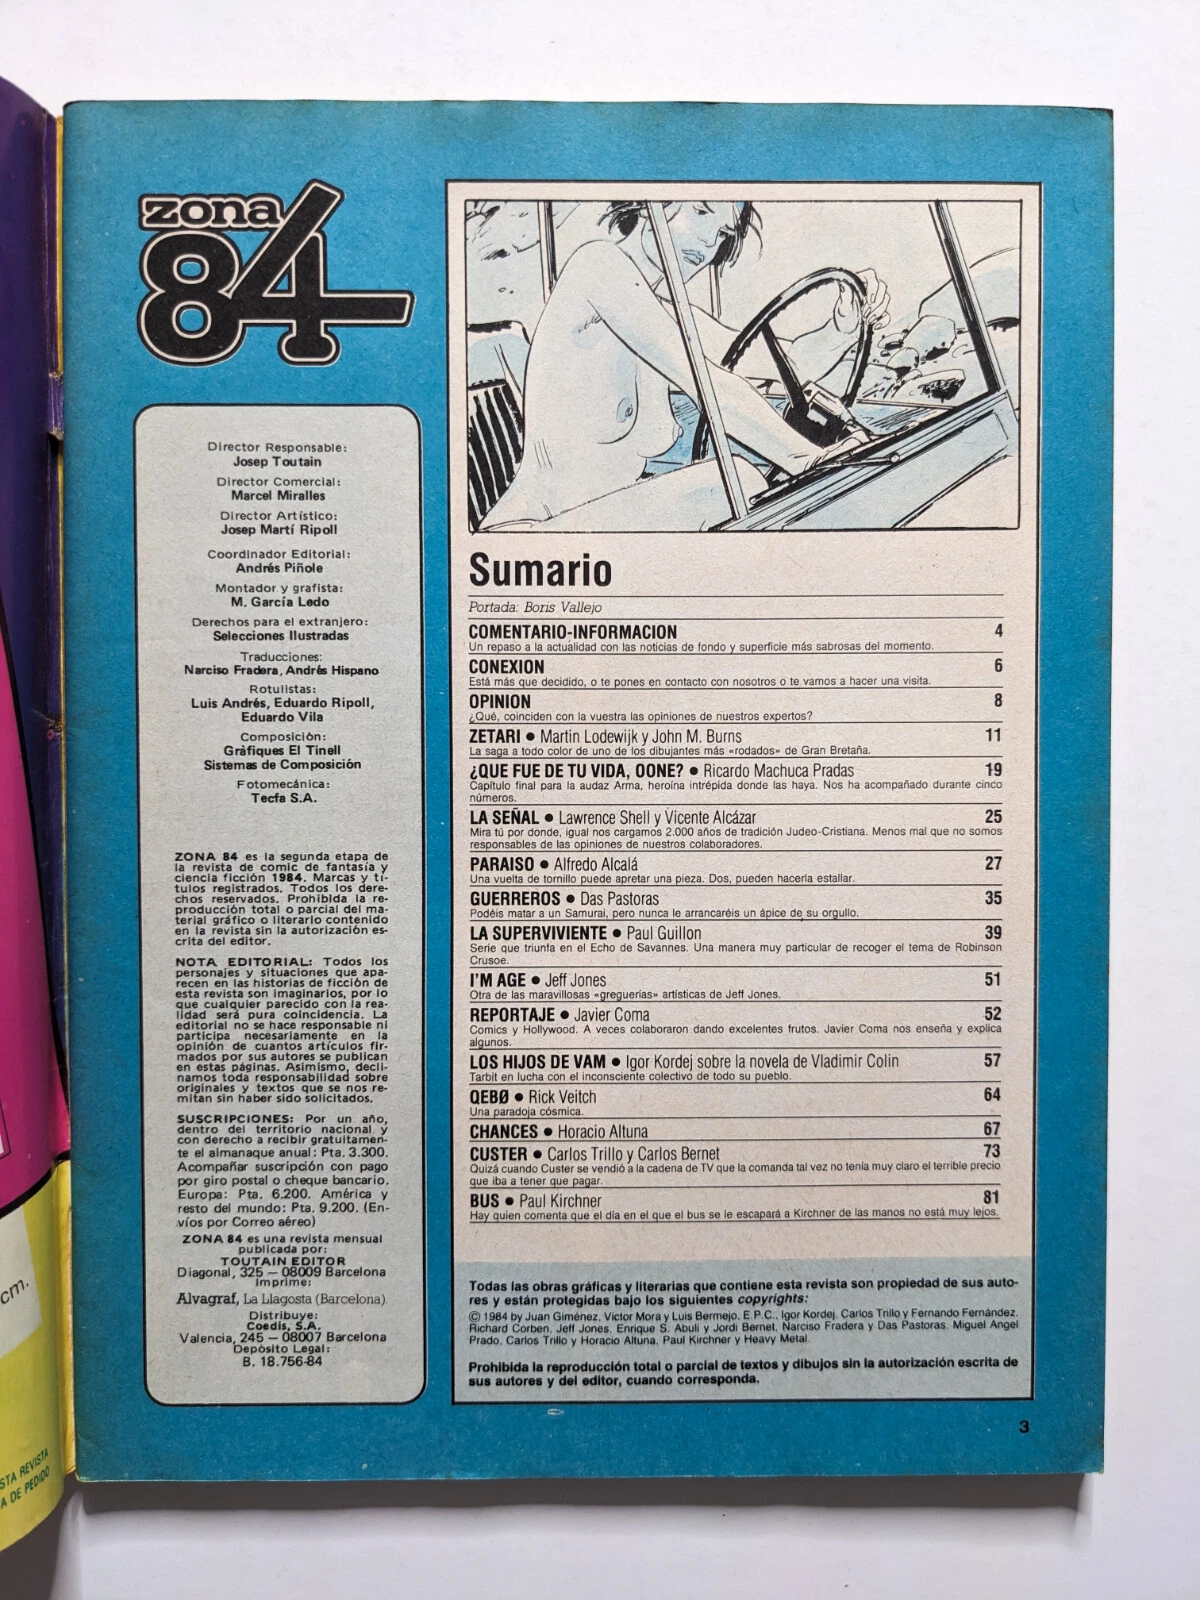 zona
84
Director Responsable:
Josep Toutain
Director Comercial:
Marcel Miralles
Director Artístico:
Josep Martí Ripoll
Coordinador Editorial:
Andrés Piñole
Montador y grafista:
M. García Ledo
Derechos para el extranjero:
Selecciones Ilustradas
Traducciones:
Narciso Fradera, Andrés Hispano
Rotulistas:
Luis Andrés, Eduardo Ripoll,
Eduardo Vila
Composición:
Gràfiques El Tinell
Sistemas de Composición
Fotomecánica:
Tecfa S.A.
ZONA 84 es la segunda etapa de
la revista de comic de fantasía y
ciencia ficción 1984. Marcas y tí-
tulos registrados. Todos los dere-
chos reservados. Prohibida la re-
producción total o parcial del ma-
terial gráfico o literario contenido
en la revista sin la autorización es-
crita del editor.
NOTA EDITORIAL: Todos los
personajes y situaciones que apa-
recen en las historias de ficción de
esta revista son imaginarios, por lo
que cualquier parecido con la rea-
lidad será pura coincidencia. La
editorial no se hace responsable ni
participa necesariamente en la
opinión de cuantos artículos fir-
mados por sus autores se publican
en estas páginas. Asimismo, decli-
namos toda responsabilidad sobre
originales y textos que se nos re-
mitan sin haber sido solicitados.
SUSCRIPCIONES: Por un año,
dentro del territorio nacional y
con derecho a recibir gratuitamen-
te el almanaque anual: Pta. 3.300.
Acompañar suscripción con pago
por giro postal o cheque bancario.
Europa: Pta. 6.200. América y
resto del mundo: Pta. 9.200. (En-
víos por Correo aéreo)
ZONA 84 es una revista mensual
publicada por:
TOUTAIN EDITOR
Diagonal, 325 — 08009 Barcelona
Imprime:
Alvagraf, La Llagosta (Barcelona).
Distribuye:
Coedis, S.A.
Valencia, 245 — 08007 Barcelona
Depósito Legal:
B. 18.756-84
Sumario
Portada: Boris Vallejo
COMENTARIO-INFORMACION 4
Un repaso a la actualidad con las noticias de fondo y superficie más sabrosas del momento.
CONEXION 6
Está más que decidido, o te pones en contacto con nosotros o te vamos a hacer una visita.
OPINION 8
¿Qué, coinciden con la vuestra las opiniones de nuestros expertos?
ZETARI ● Martin Lodewijk y John M. Burns 11
La saga a todo color de uno de los dibujantes más «rodados» de Gran Bretaña.
¿QUE FUE DE TU VIDA, OONE? ● Ricardo Machuca Pradas 19
Capítulo final para la audaz Arma, heroína intrépida donde las haya. Nos ha acompañado durante cinco
números.
LA SEÑAL ● Lawrence Shell y Vicente Alcázar 25
Mira tú por donde, igual nos cargamos 2.000 años de tradición Judeo-Cristiana. Menos mal que no somos
responsables de las opiniones de nuestros colaboradores.
PARAISO ● Alfredo Alcalá 27
Una vuelta de tornillo puede apretar una pieza. Dos, pueden hacerla estallar.
GUERREROS ● Das Pastoras 35
Podéis matar a un Samurai, pero nunca le arrancaréis un ápice de su orgullo.
LA SUPERVIVIENTE ● Paul Guillon 39
Serie que triunfa en el Echo de Savannes. Una manera muy particular de recoger el tema de Robinson
Crusoe.
I'M AGE ● Jeff Jones 51
Otra de las maravillosas «greguerías» artísticas de Jeff Jones.
REPORTAJE ● Javier Coma 52
Comics y Hollywood. A veces colaboraron dando excelentes frutos. Javier Coma nos enseña y explica
algunos.
LOS HIJOS DE VAM ● Igor Kordej sobre la novela de Vladimir Colin 57
Tarbit en lucha con el inconsciente colectivo de todo su pueblo.
QEBØ ● Rick Veitch 64
Una paradoja cósmica.
CHANCES ● Horacio Altuna 67
CUSTER ● Carlos Trillo y Carlos Bernet 73
Quizá cuando Custer se vendió a la cadena de TV que la comanda tal vez no tenía muy claro el terrible precio
que iba a tener que pagar.
BUS ● Paul Kirchner 81
Hay quien comenta que el día en el que el bus se le escapará a Kirchner de las manos no está muy lejos.
Todas las obras gráficas y literarias que contiene esta revista son propiedad de sus auto-
res y están protegidas bajo los siguientes copyrights:
© 1984 by Juan Giménez, Victor Mora y Luis Bermejo, E.P.C., Igor Kordej, Carlos Trillo y Fernando Fernández,
Richard Corben, Jeff Jones, Enrique S. Abuli y Jordi Bernet, Narciso Fradera y Das Pastoras, Miguel Angel
Prado, Carlos Trillo y Horacio Altuna, Paul Kirchner y Heavy Metal.
Prohibida la reproducción total o parcial de textos y dibujos sin la autorización escrita de
sus autores y del editor, cuando corresponda.
3
cm.
STA REVISTA
A DE PEDIDO